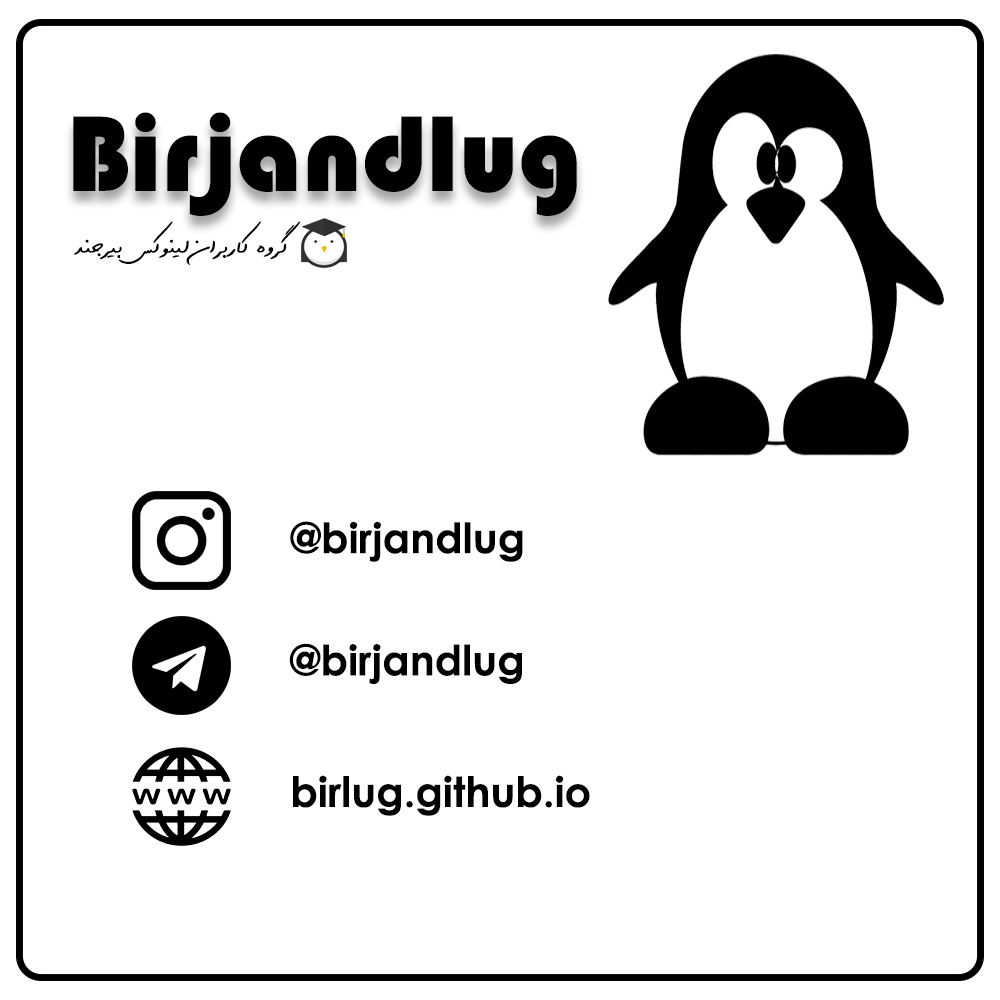 Birjandlug
گروه کاربران لینوکس بیرجند
@birjandlug
@birjandlug
www
birlug.github.io